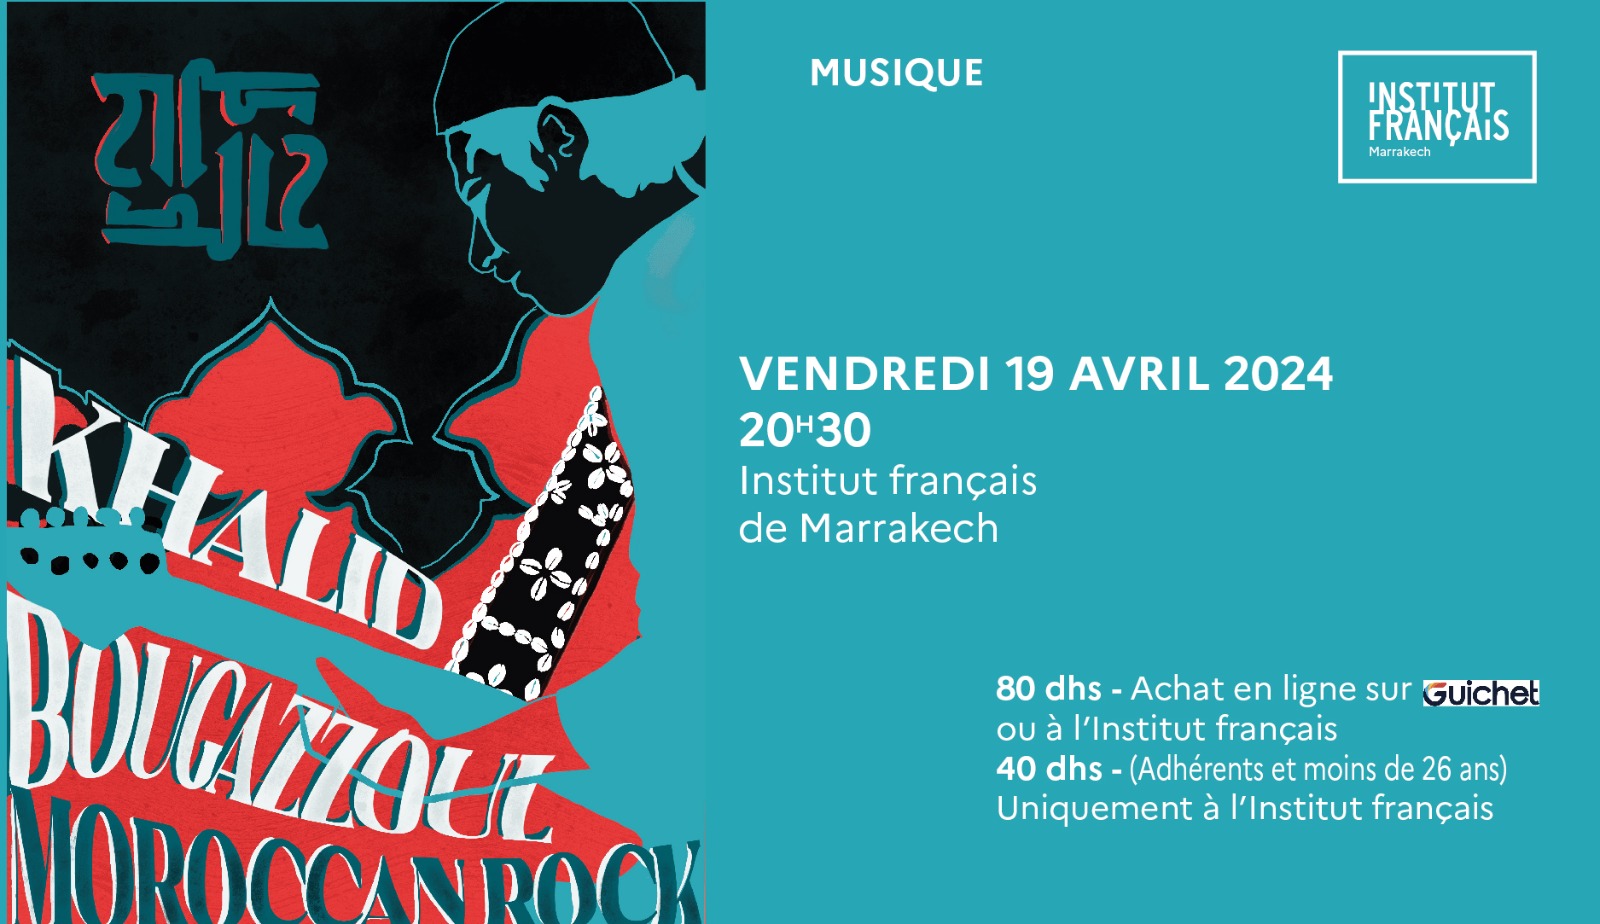 KHALID
BOUGAZZOUL
MOROCCAN ROCK
MUSIQUE
INSTITUT
FRANÇAIS
Marrakech
VENDREDI 19 AVRIL 2024
20H30
Institut français
de Marrakech
80 dhs - Achat en ligne sur Guichet
ou à l’Institut français
40 dhs - (Adhérents et moins de 26 ans)
Uniquement à l’Institut français